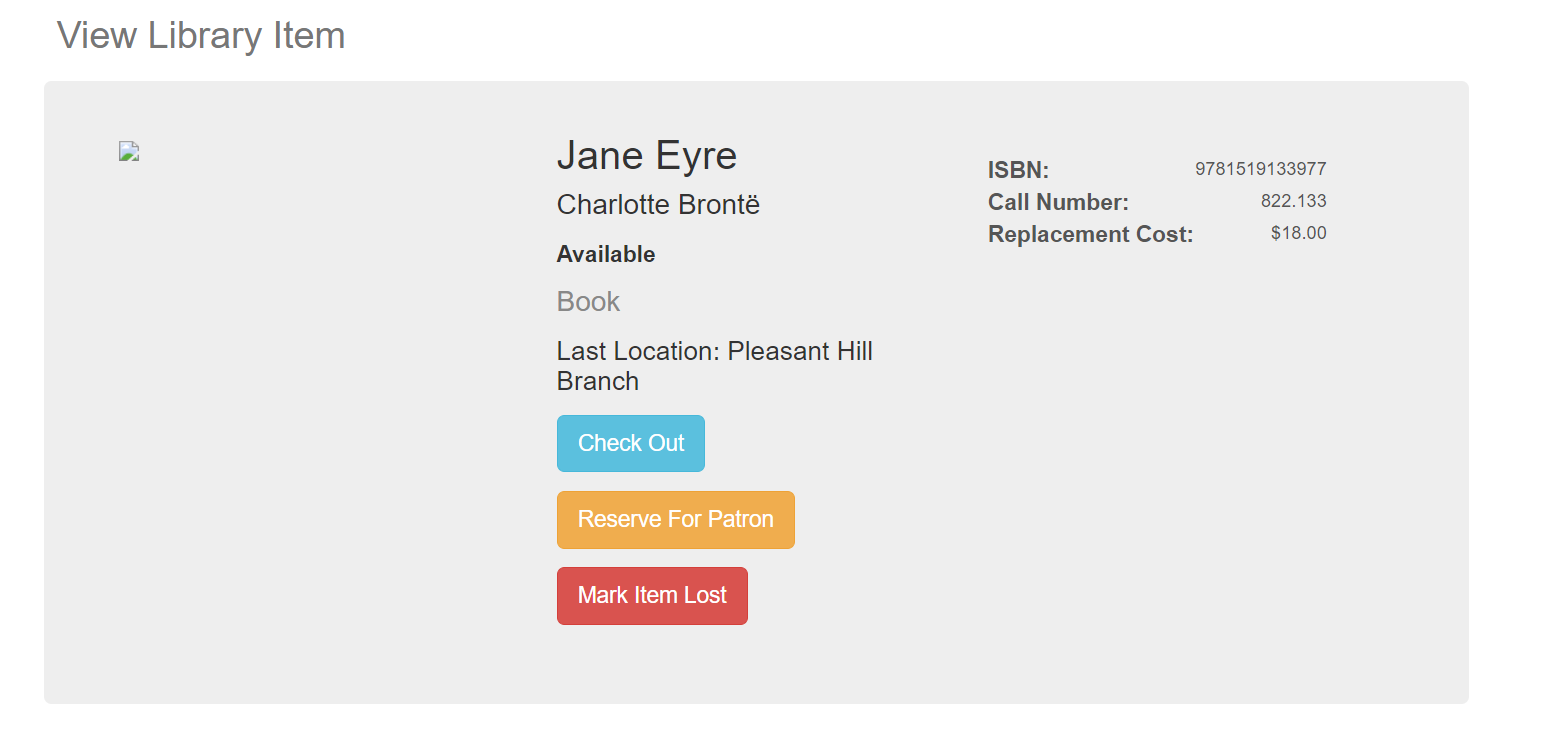 View Library Item
Jane Eyre
Charlotte Brontë
Available
Book
Last Location: Pleasant Hill
Branch
Check Out
Reserve For Patron
Mark Item Lost
ISBN: 9781519133977
Call Number: 822.133
Replacement Cost: $18.00